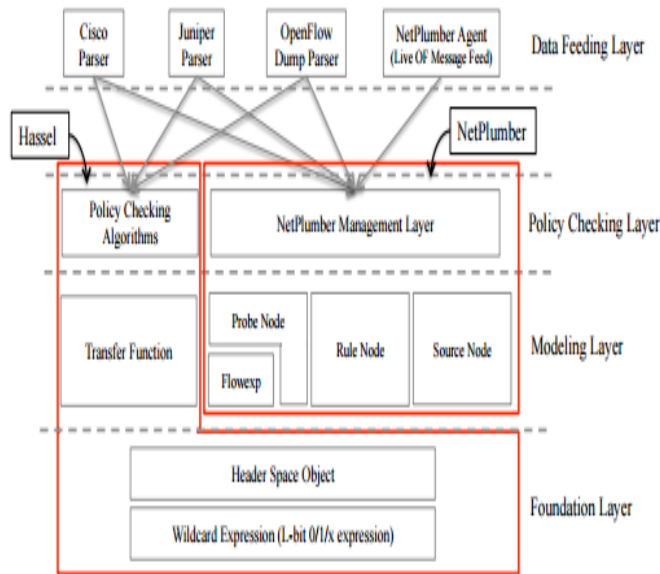 Cisco
Parser
Juniper
Parser
OpenFlow
Dump Parser
NetPlumber Agent
(Live OF Message Feed)
Data Feeding Layer
Hassel
NetPlumber
Policy Checking
Algorithms
NetPlumber Management Layer
Policy Checking Layer
Transfer Function
Probe Node
Flowexp
Rule Node
Source Node
Modeling Layer
Header Space Object
Wildcard Expression (L-bit 0/1/x expression)
Foundation Layer